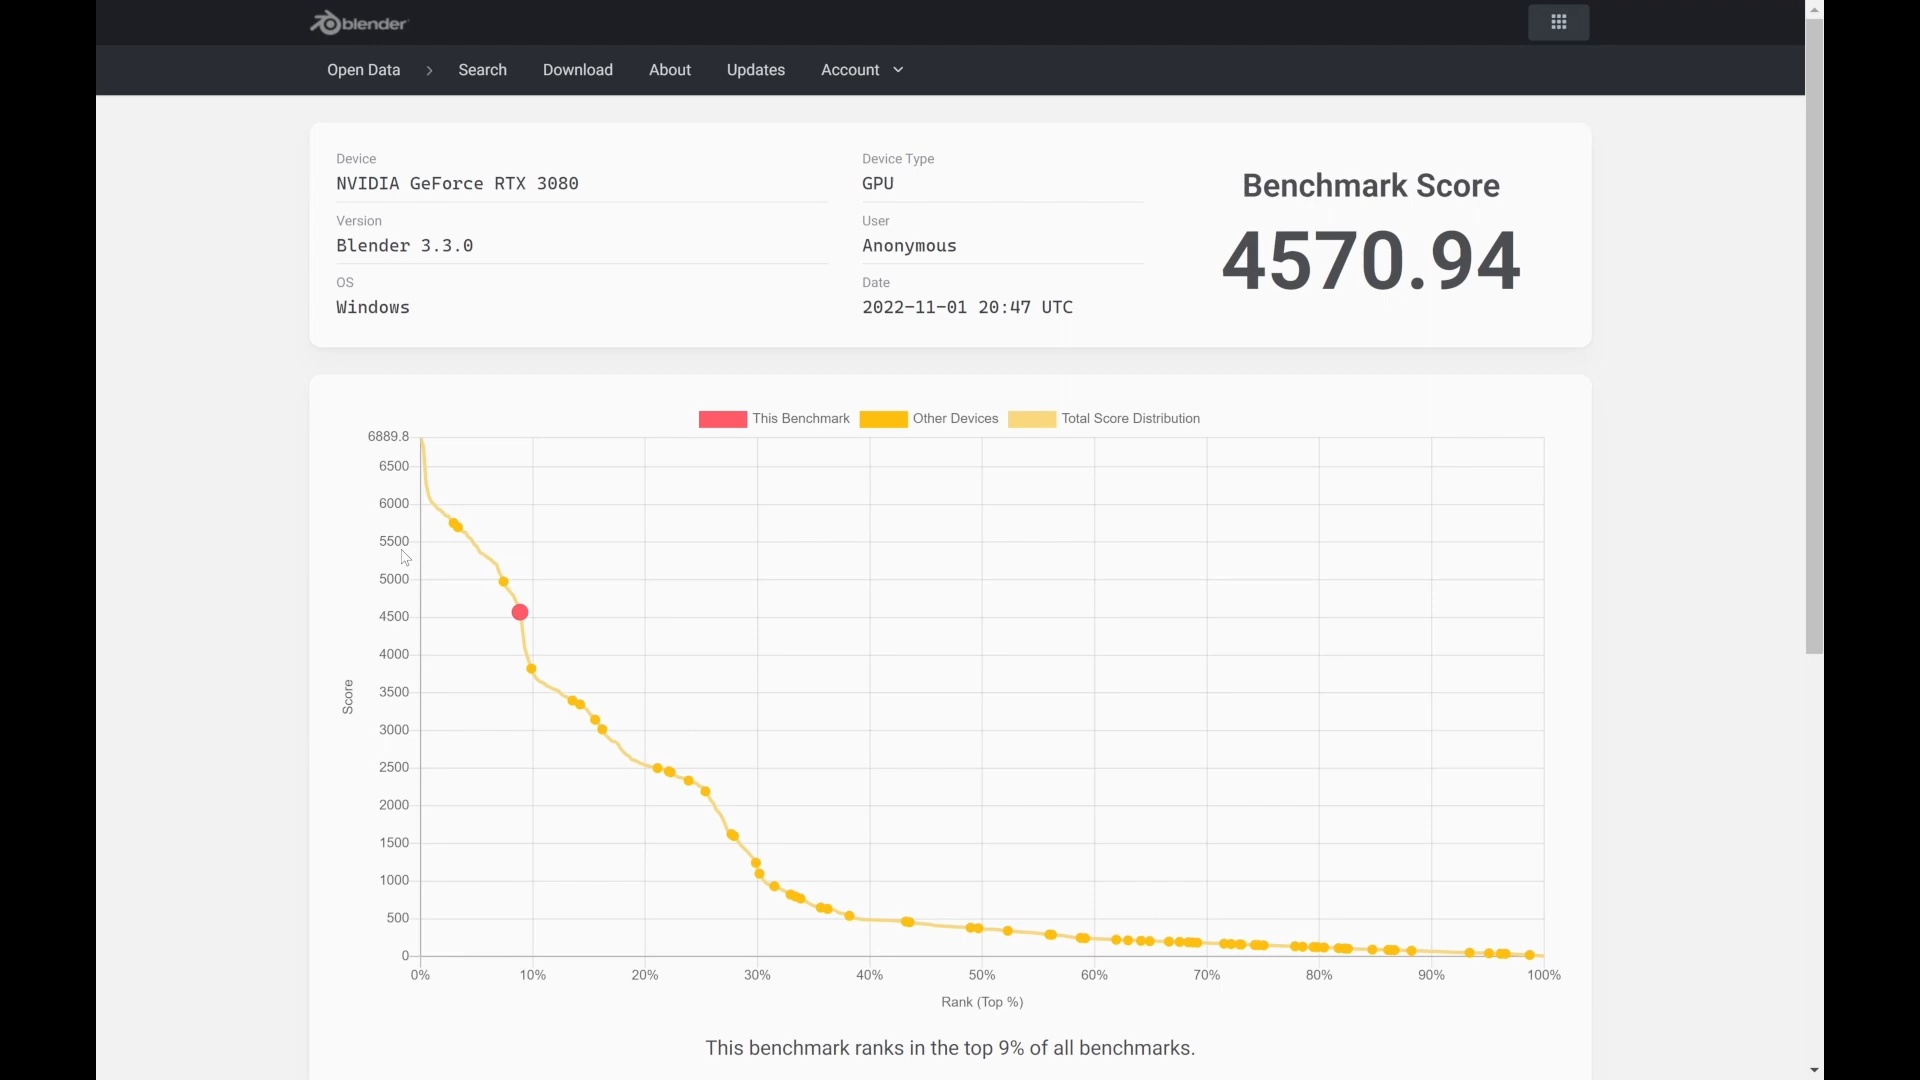 blender
Open Data > Search Download About Updates Account
Device
NVIDIA GeForce RTX 3080
Version
Blender 3.3.0
OS
Windows
Device Type
GPU
User
Anonymous
Date
2022-11-01 20:47 UTC
Benchmark Score
4570.94
This Benchmark Other Devices Total Score Distribution
6889.8
6500
6000
5500
5000
4500
4000
3500
3000
2500
2000
1500
1000
500
0
Score
0% 10% 20% 30% 40% 50% 60% 70% 80% 90% 100%
Rank (Top %)
This benchmark ranks in the top 9% of all benchmarks.